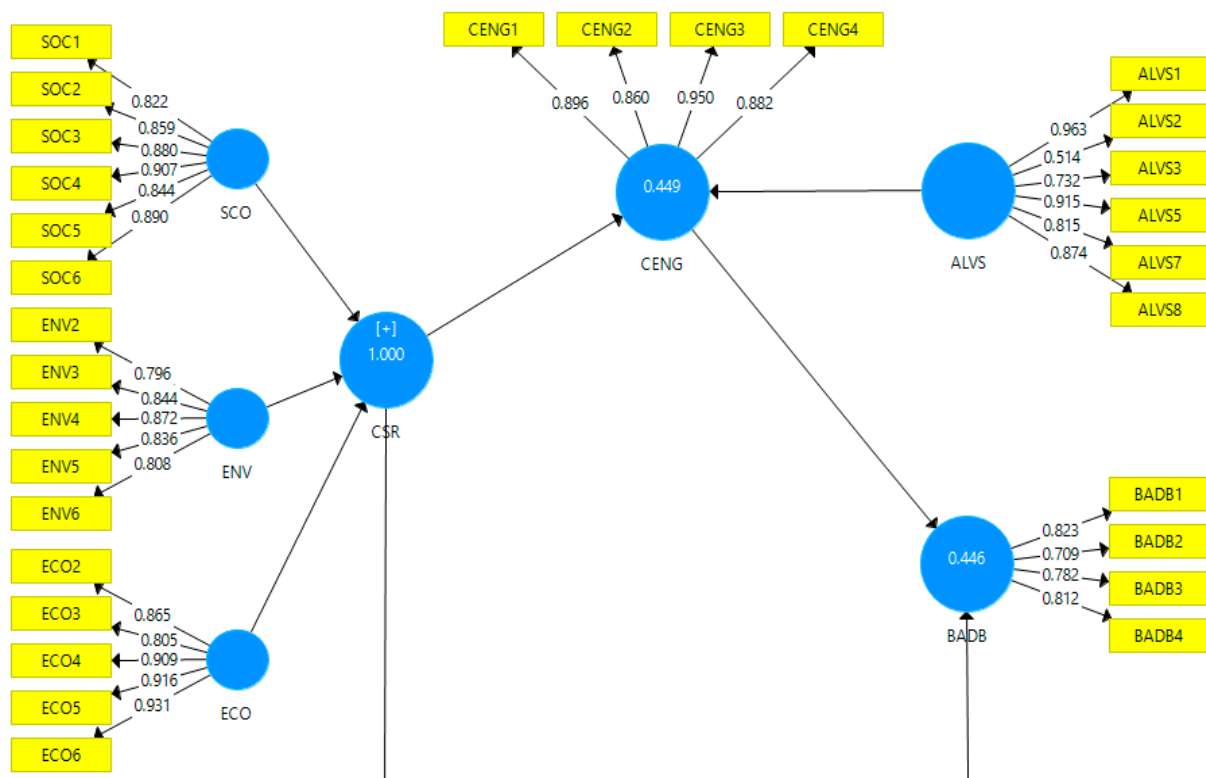 SOC1
SOC2
SOC3
SOC4
SOC5
SOC6
0.822
0.859
0.880
0.907
0.844
0.890
SCO
ENV2
ENV3
ENV4
ENV5
ENV6
0.796
0.844
0.872
0.836
0.808
ENV
ECO2
ECO3
ECO4
ECO5
ECO6
0.865
0.805
0.909
0.916
0.931
ECO
[+]
1.000
CSR
CENG1 CENG2 CENG3 CENG4
0.896 0.860 0.950 0.882
0.449
CENG
ALVS1
ALVS2
ALVS3
ALVS5
ALVS7
ALVS8
0.963
0.514
0.732
0.915
0.815
0.874
ALVS
BADB1
BADB2
BADB3
BADB4
0.823
0.709
0.782
0.812
0.446
BADB